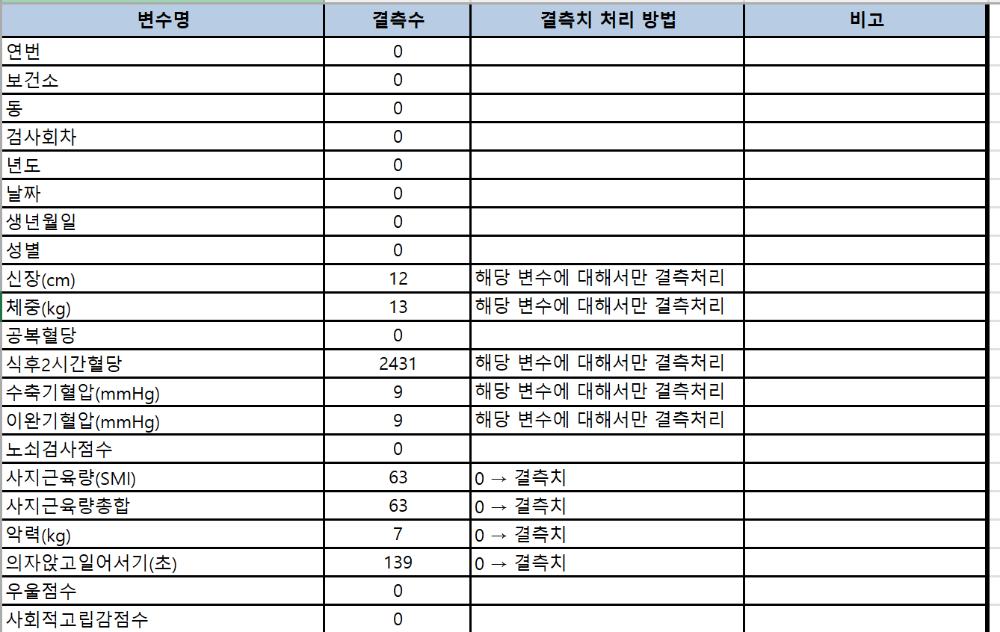 변수명 결측수 결측치 처리 방법 비고
연번 0
보건소 0
동 0
검사회차 0
년도 0
날짜 0
생년월일 0
성별 0
신장(cm) 12 해당 변수에 대해서만 결측처리
체중(kg) 13 해당 변수에 대해서만 결측처리
공복혈당 0
식후2시간혈당 2431 해당 변수에 대해서만 결측처리
수축기혈압(mmHg) 9 해당 변수에 대해서만 결측처리
이완기혈압(mmHg) 9 해당 변수에 대해서만 결측처리
노쇠검사점수 0
사지근육량(SMI) 63 0 → 결측치
사지근육량총합 63 0 → 결측치
악력(kg) 7 0 → 결측치
의자앉고일어서기(초) 139 0 → 결측치
우울점수 0
사회적고립감점수 0